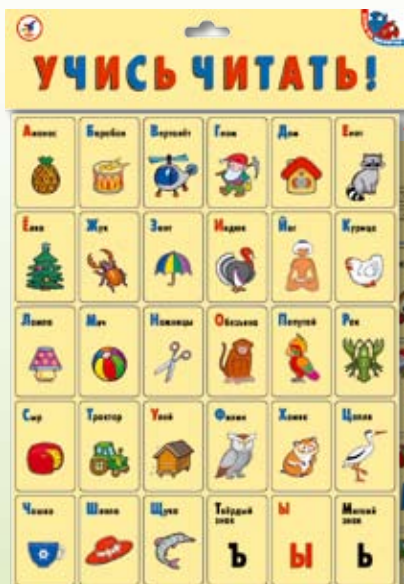 УЧИСЬ ЧИТАТЬ!
Ананас Барабан Вертолёт Гном Дом Енот
Ёлка Жук Зонт Индюк Йог Курица
Лампа Мяч Ножницы Обезьяна Попугай Рак
Сыр Трактор Улей Филин Хомяк Цапля
Чашка Шляпа Щука Твёрдый знак Ы Мягкий знак
Ъ Ы Ь